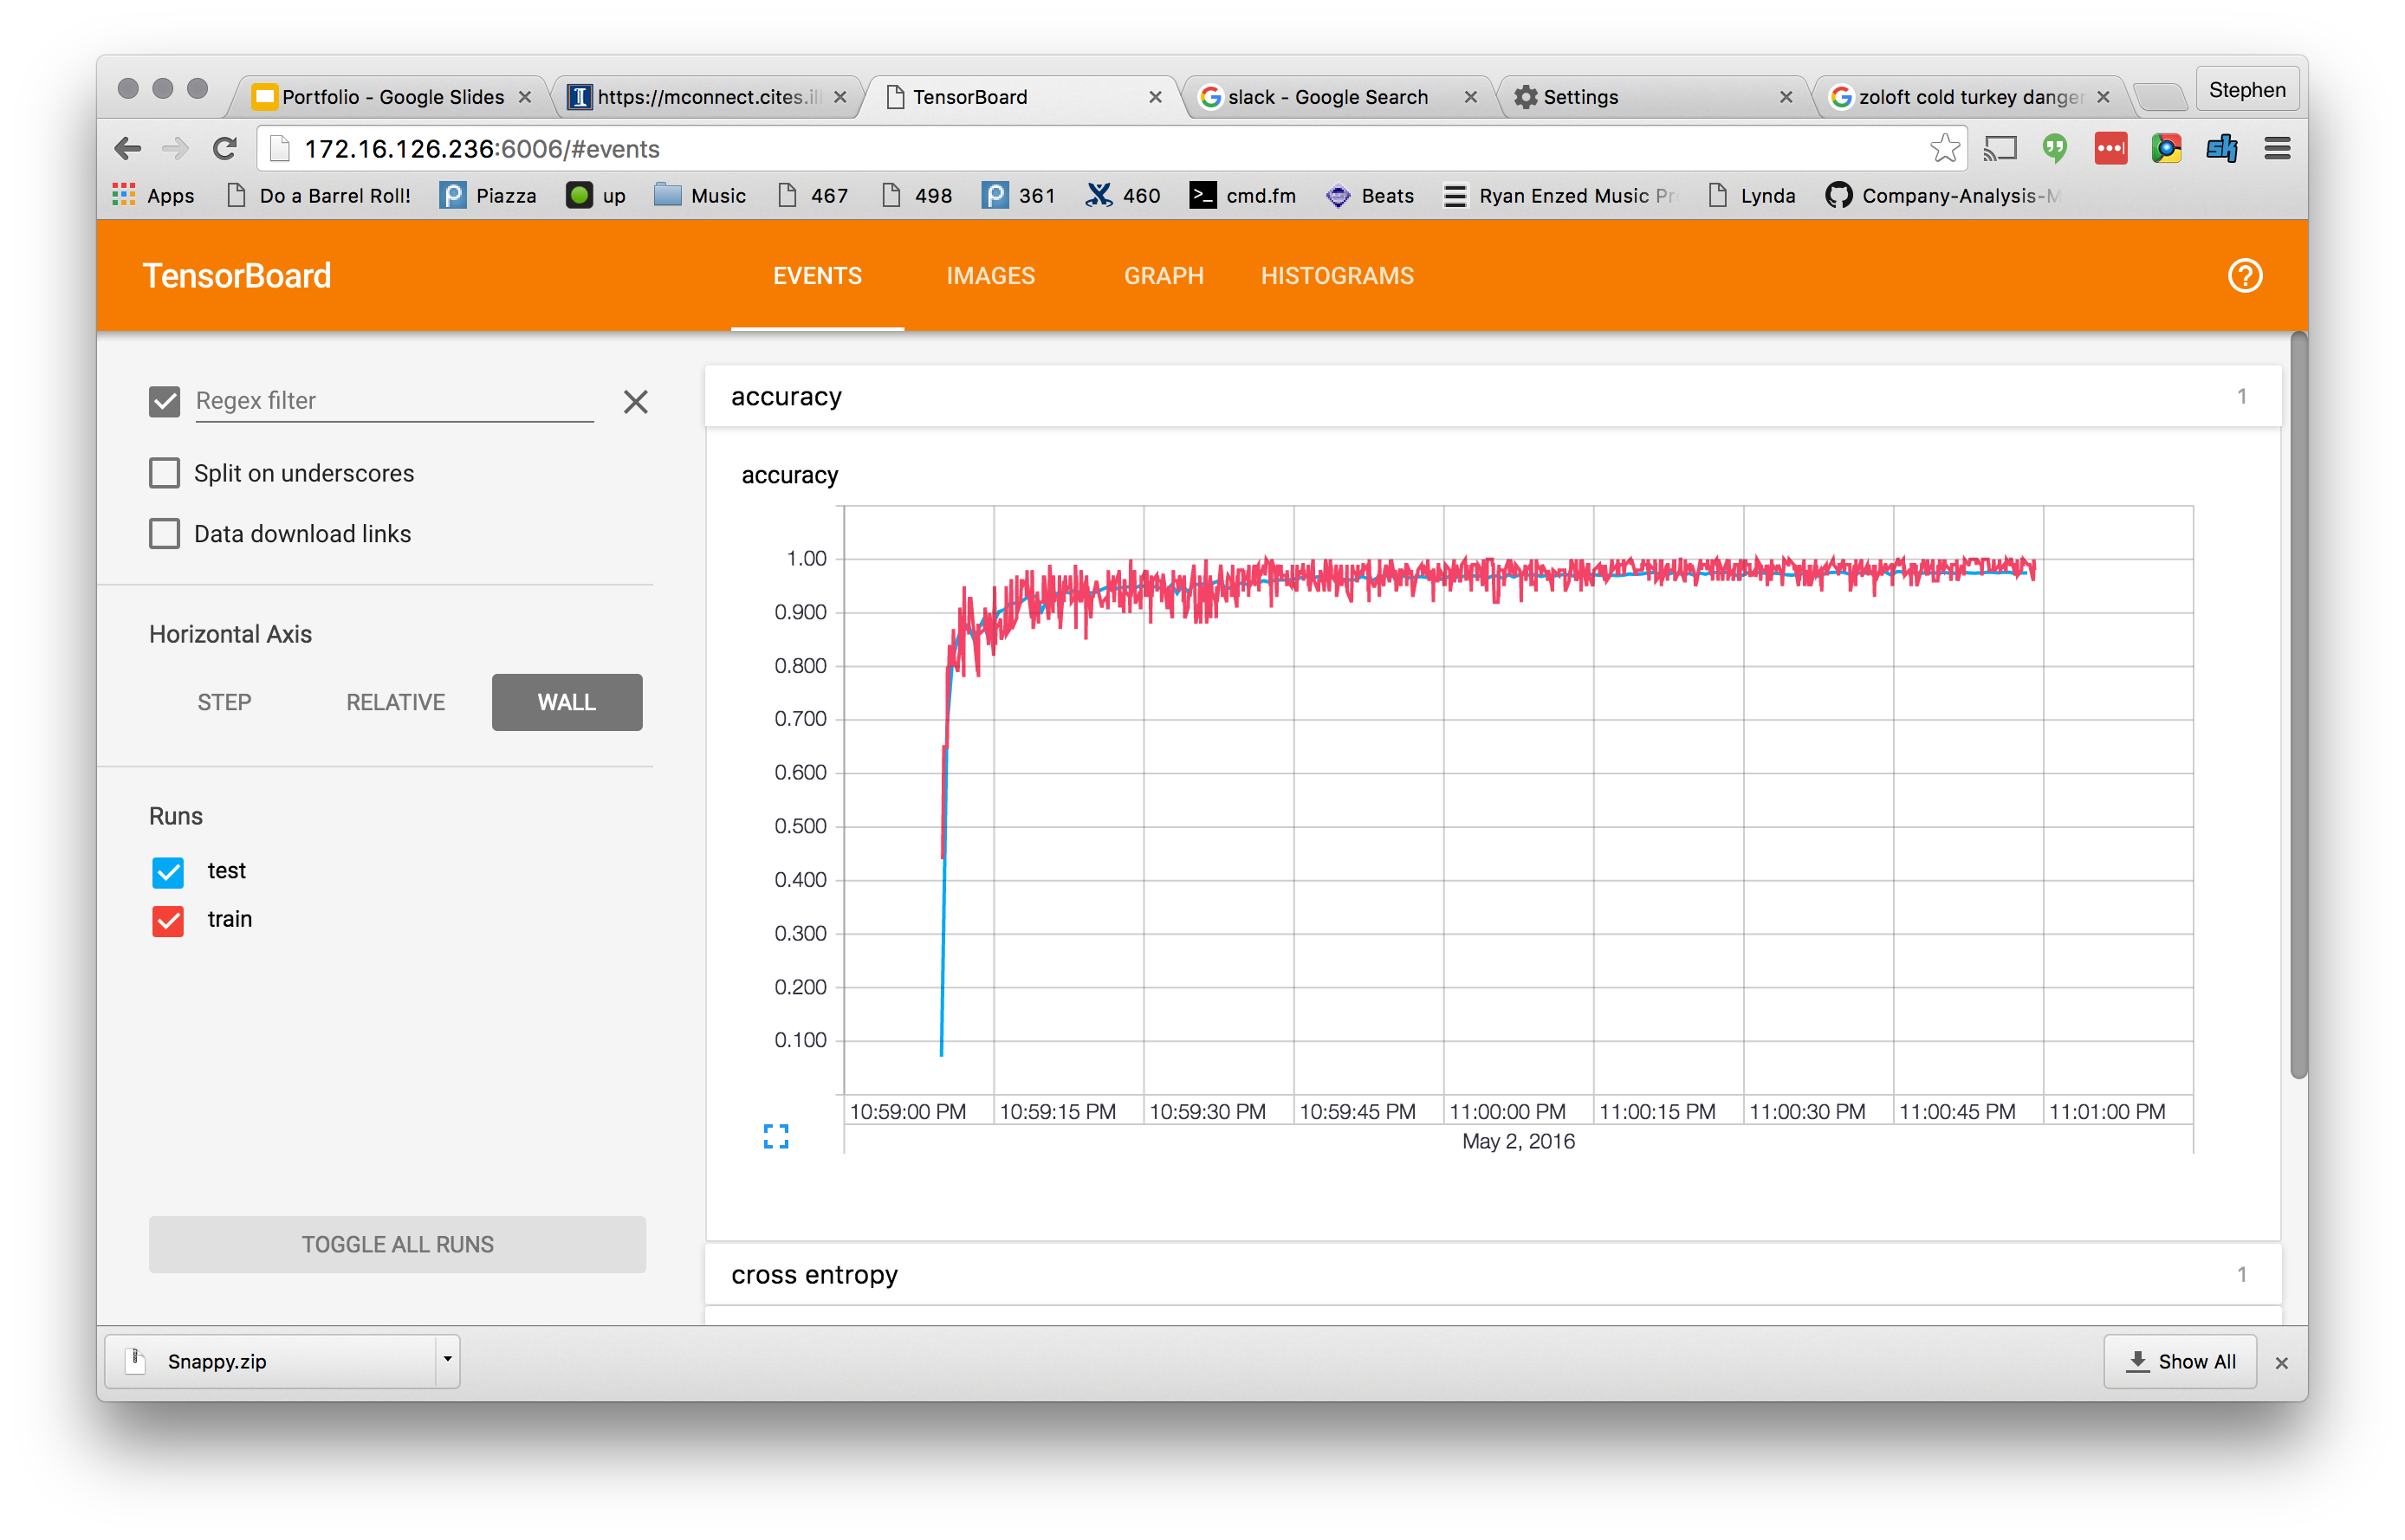 Portfolio - Google Slides
https://mconnect.cites.ill
TensorBoard
slack - Google Search
Settings
zoloft cold turkey danger
Stephen
172.16.126.236:6006/#events
Apps
Do a Barrel Roll!
Piazza
up
Music
467
498
361
460
cmd.fm
Beats
Ryan Enzed Music Pr
Lynda
Company-Analysis-M
TensorBoard
EVENTS
IMAGES
GRAPH
HISTOGRAMS
Regex filter
Split on underscores
Data download links
Horizontal Axis
STEP
RELATIVE
WALL
Runs
test
train
TOGGLE ALL RUNS
accuracy
1
accuracy
1.00
0.900
0.800
0.700
0.600
0.500
0.400
0.300
0.200
0.100
10:59:00 PM
10:59:15 PM
10:59:30 PM
10:59:45 PM
11:00:00 PM
11:00:15 PM
11:00:30 PM
11:00:45 PM
11:01:00 PM
May 2, 2016
cross entropy
1
Snappy.zip
Show All